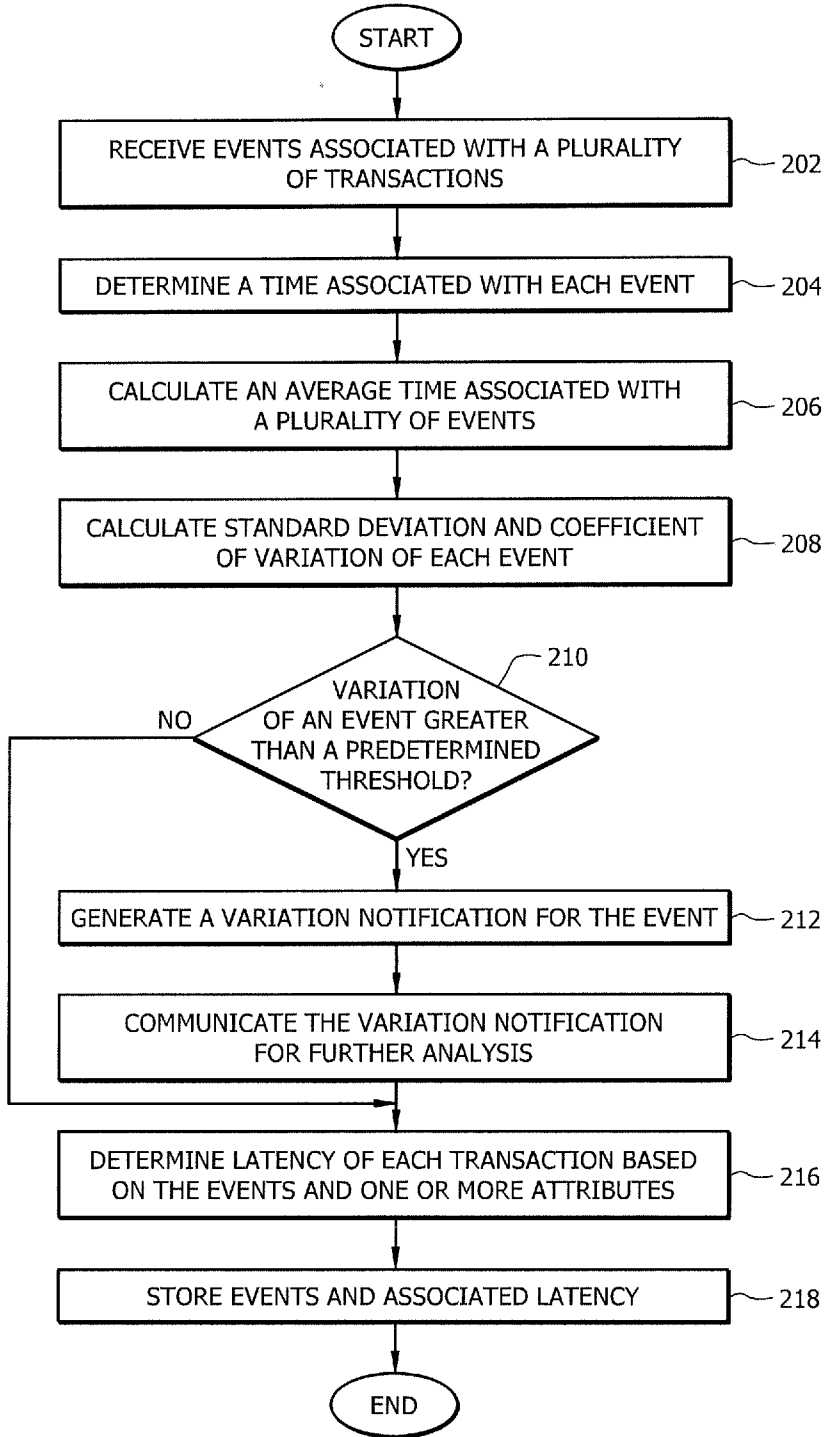 START
RECEIVE EVENTS ASSOCIATED WITH A PLURALITY
OF TRANSACTIONS
202
DETERMINE A TIME ASSOCIATED WITH EACH EVENT
204
CALCULATE AN AVERAGE TIME ASSOCIATED WITH
A PLURALITY OF EVENTS
206
CALCULATE STANDARD DEVIATION AND COEFFICIENT
OF VARIATION OF EACH EVENT
208
210
VARIATION
OF AN EVENT GREATER
THAN A PREDETERMINED
THRESHOLD?
NO
YES
GENERATE A VARIATION NOTIFICATION FOR THE EVENT
212
COMMUNICATE THE VARIATION NOTIFICATION
FOR FURTHER ANALYSIS
214
DETERMINE LATENCY OF EACH TRANSACTION BASED
ON THE EVENTS AND ONE OR MORE ATTRIBUTES
216
STORE EVENTS AND ASSOCIATED LATENCY
218
END